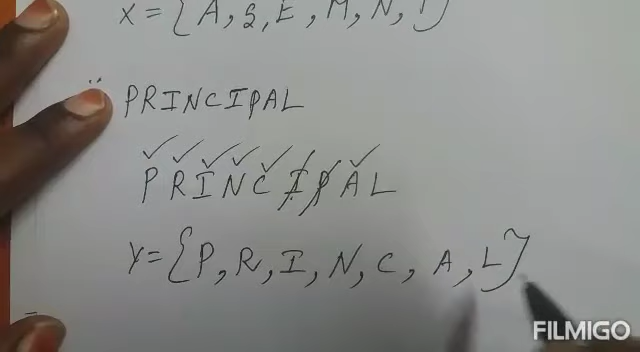 X = {A, S, E, M, N, T}
PRINCIPAL
PRINCIPAL
Y = {P, R, I, N, C, A, L}
FILMIGO